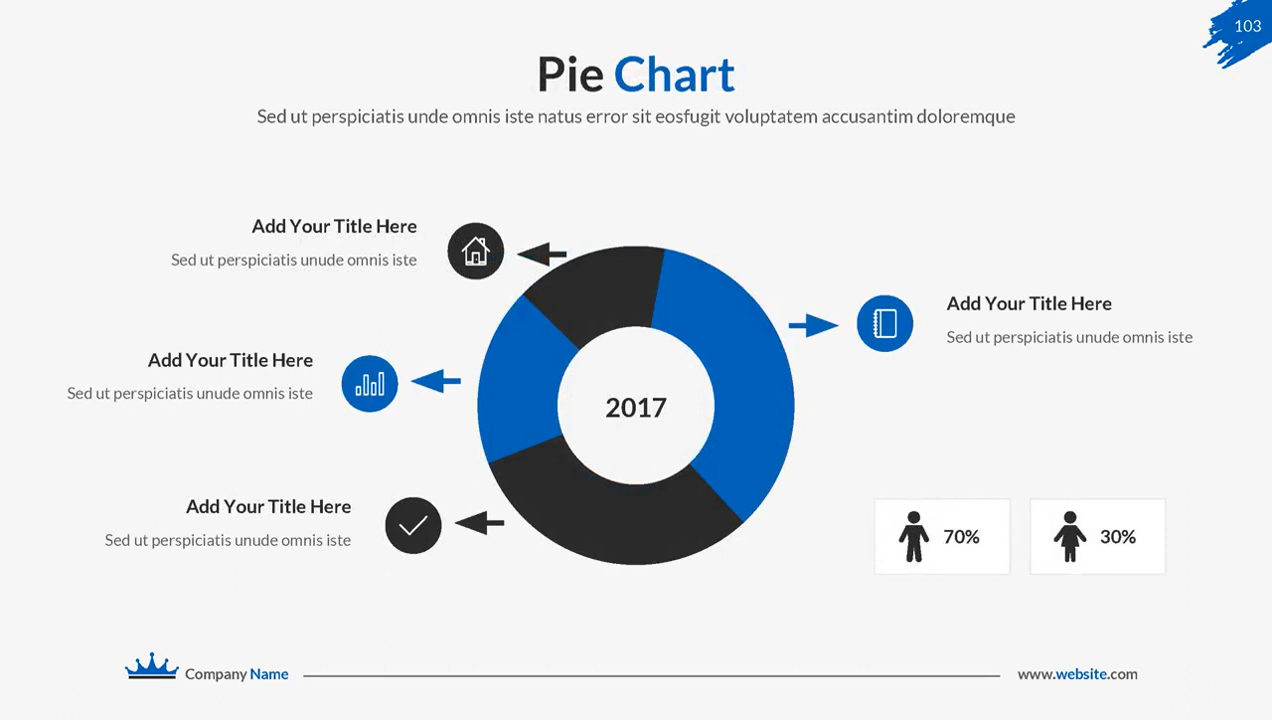 103
Pie Chart
Sed ut perspiciatis unde omnis iste natus error sit eosfugit voluptatem accusantim doloremque
Add Your Title Here
Sed ut perspiciatis unude omnis iste
Add Your Title Here
Sed ut perspiciatis unude omnis iste
Add Your Title Here
Sed ut perspiciatis unude omnis iste
2017
Add Your Title Here
Sed ut perspiciatis unude omnis iste
70%
30%
Company Name
www.website.com